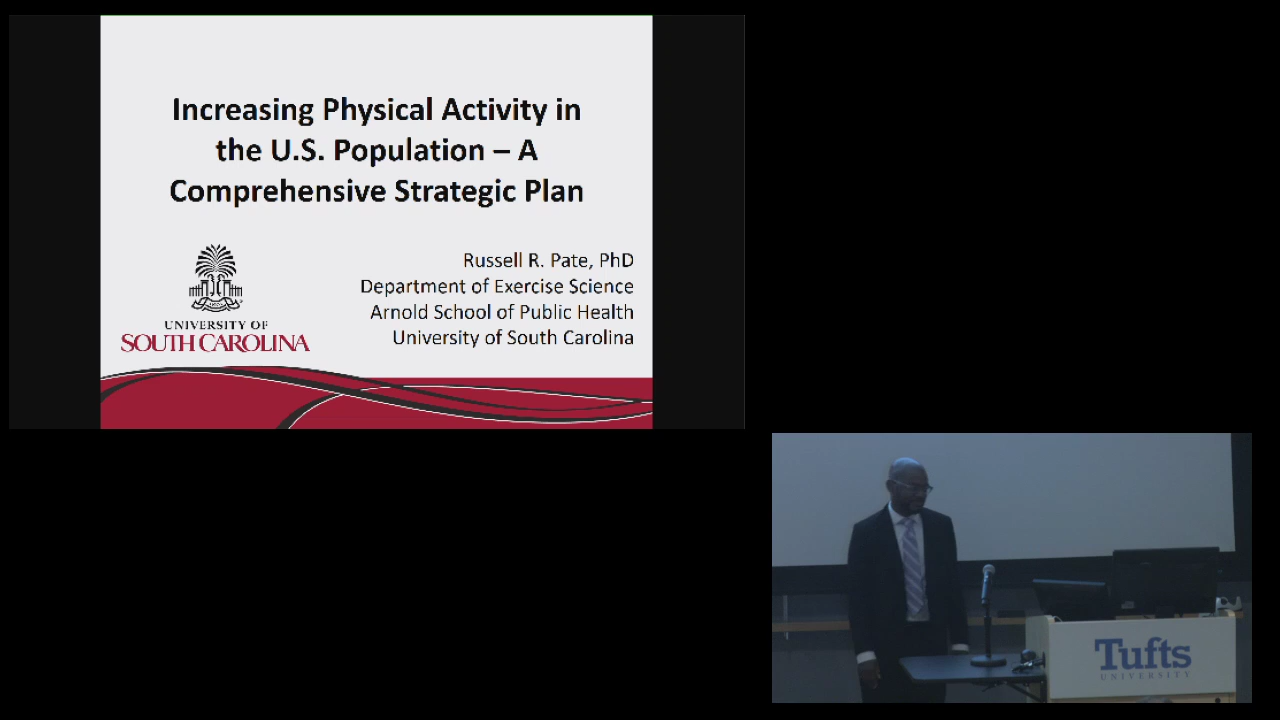 Increasing Physical Activity in
the U.S. Population – A
Comprehensive Strategic Plan
Russell R. Pate, PhD
Department of Exercise Science
Arnold School of Public Health
University of South Carolina
UNIVERSITY OF
SOUTH CAROLINA
Tufts
UNIVERSITY